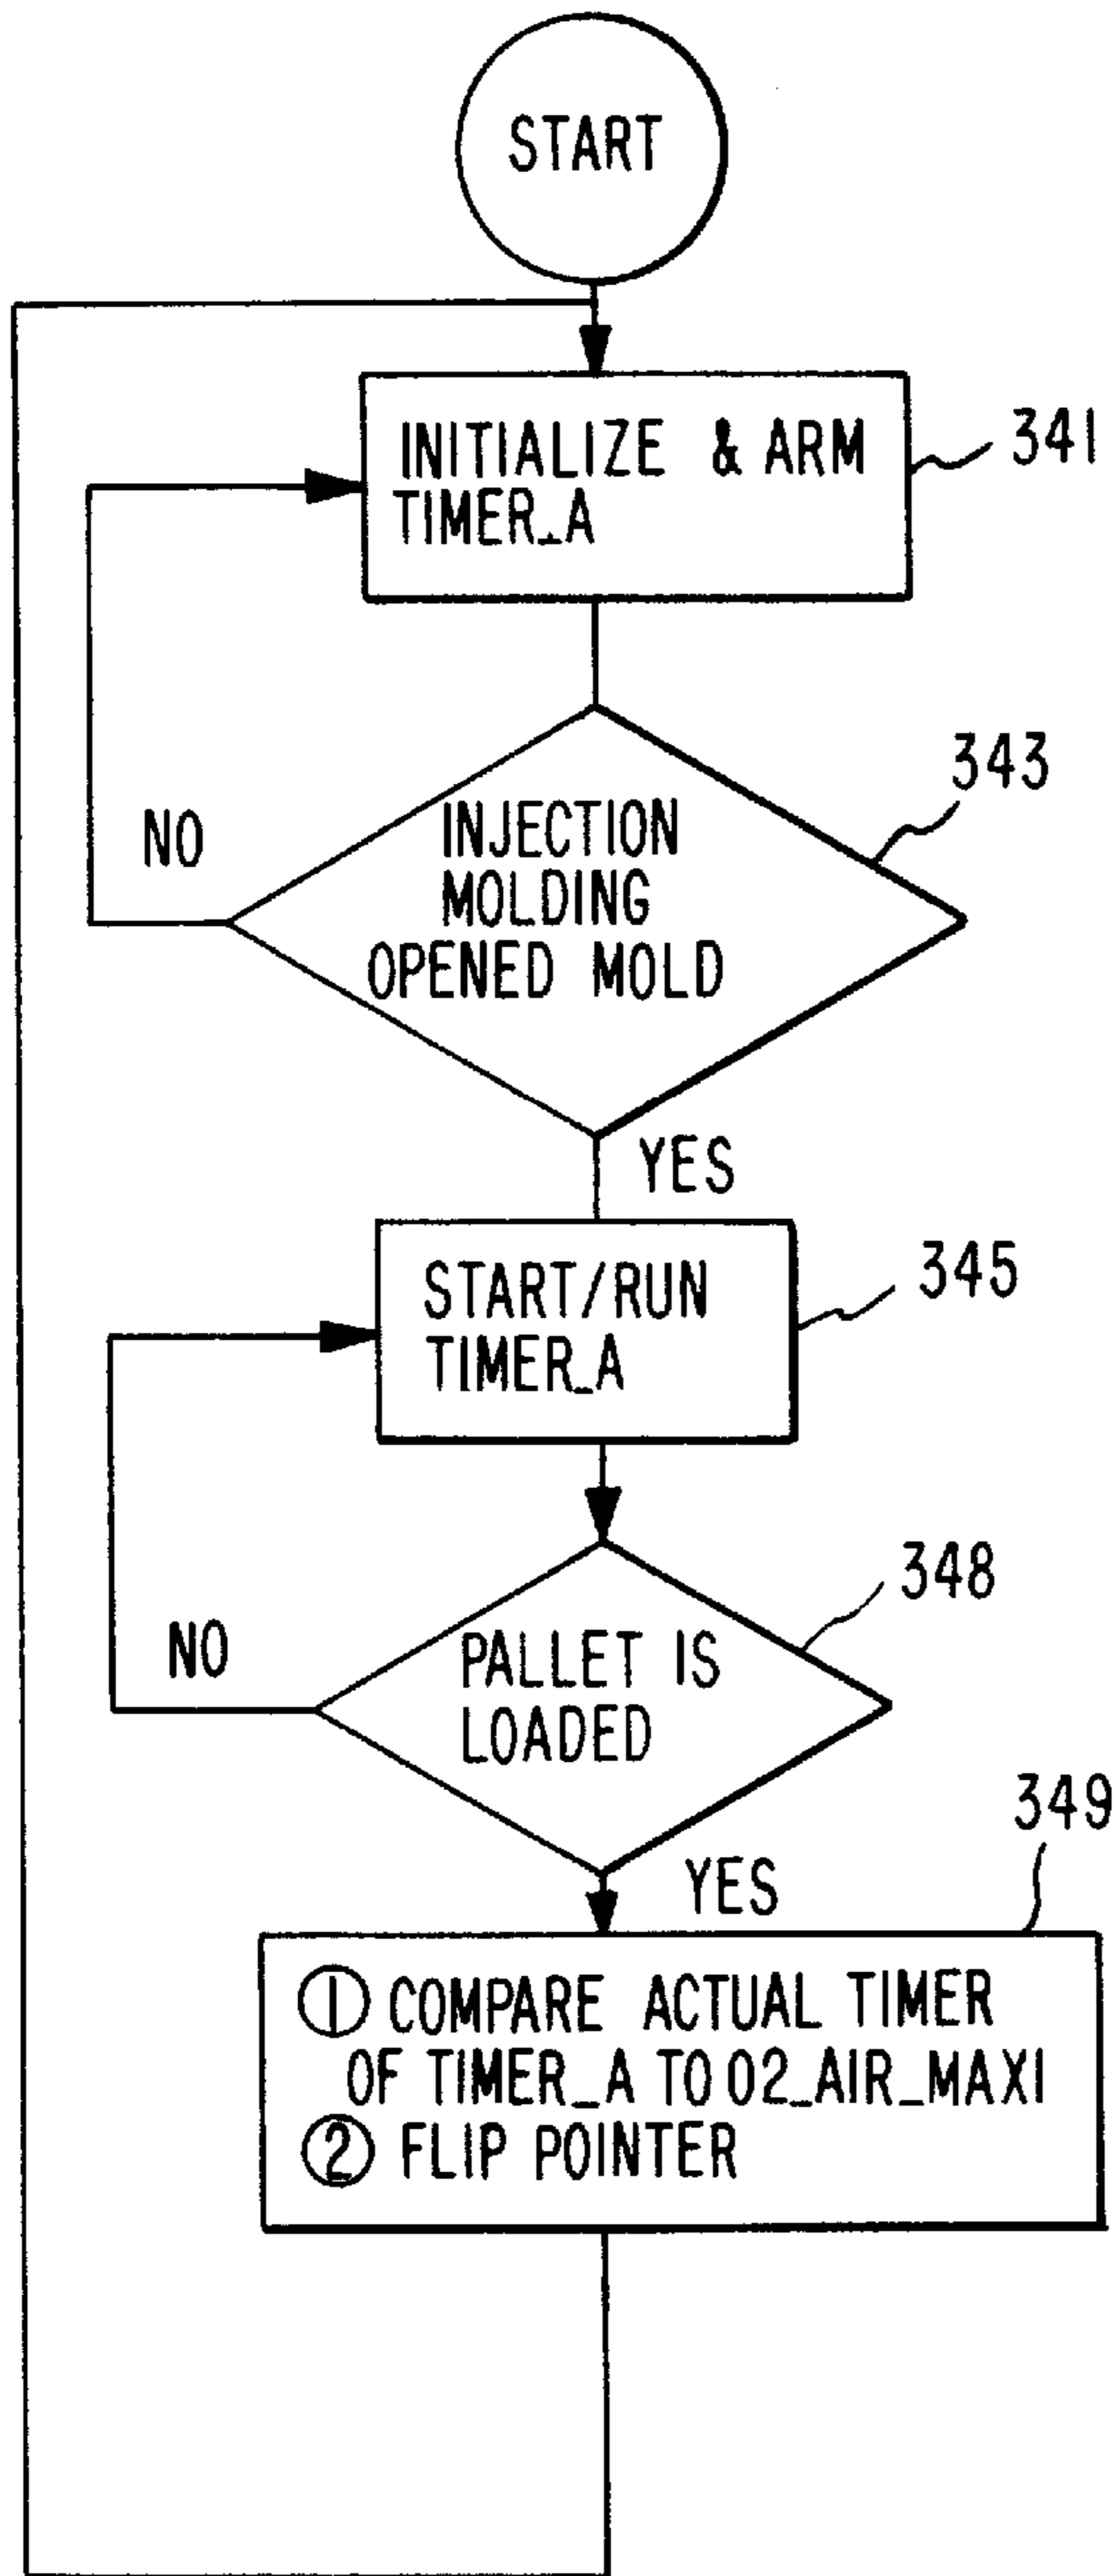 START
INITIALIZE & ARM
TIMER_A
341
343
NO
INJECTION
MOLDING
OPENED MOLD
YES
START/RUN
TIMER_A
345
348
NO
PALLET IS
LOADED
349
YES
① COMPARE ACTUAL TIMER
OF TIMER_A TO O2_AIR_MAXI
② FLIP POINTER